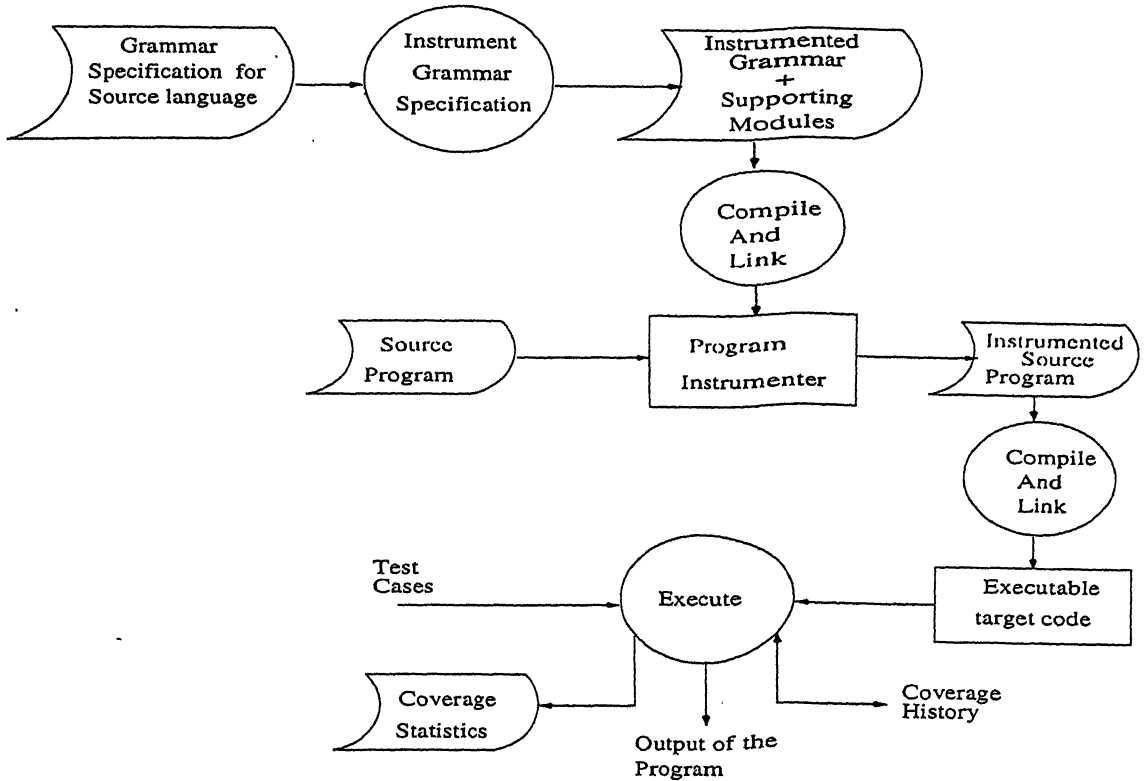 Grammar
Specification for
Source language
Instrument
Grammar
Specification
Instrumented
Grammar
+
Supporting
Modules
Compile
And
Link
Source
Program
Program
Instrumenter
Instrumented
Source
Program
Compile
And
Link
Test
Cases
Execute
Executable
target code
Coverage
Statistics
Output of the
Program
Coverage
History